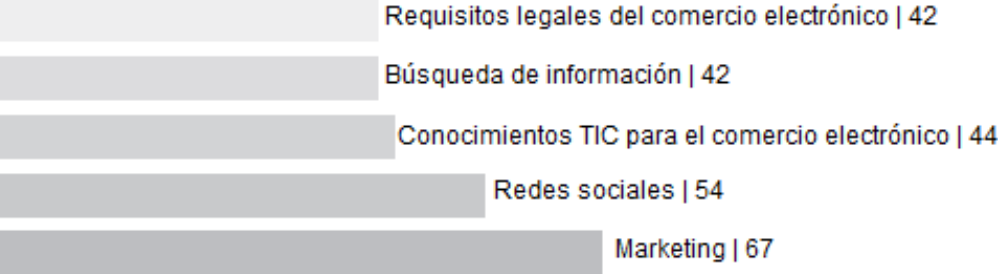 Requisitos legales del comercio electrónico | 42
Búsqueda de información | 42
Conocimientos TIC para el comercio electrónico | 44
Redes sociales | 54
Marketing | 67